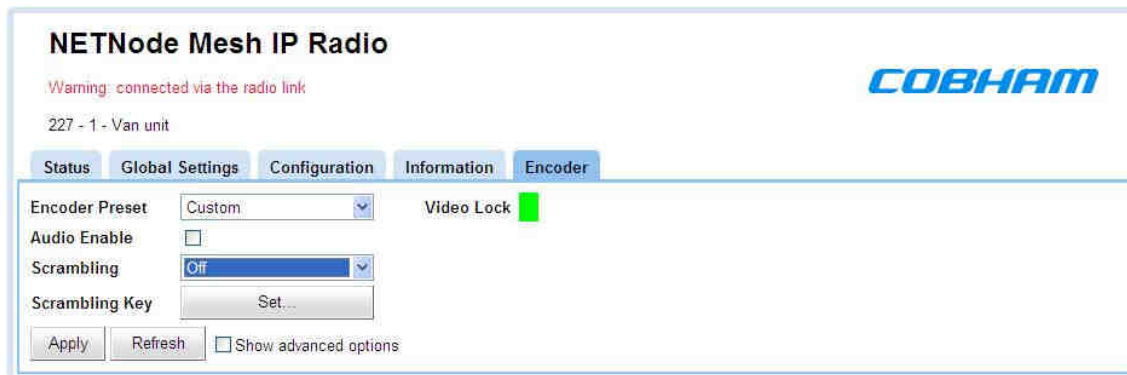 NETNode Mesh IP Radio
Warning: connected via the radio link
COBHAM
227 - 1 - Van unit
Status Global Settings Configuration Information Encoder
Encoder Preset Custom Video Lock
Audio Enable
Scrambling Off
Scrambling Key Set...
Apply Refresh Show advanced options